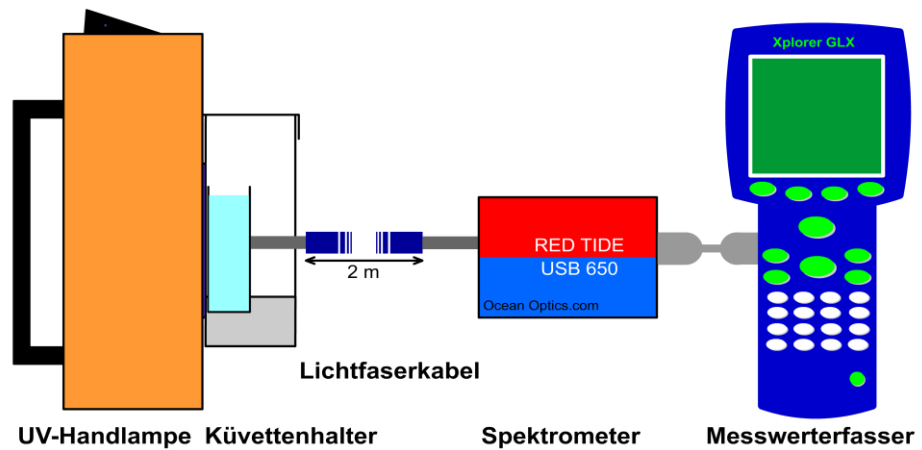 Xplorer GLX
RED TIDE
USB 650
2 m
Ocean Optics.com
Lichtfaserkabel
UV-Handlampe Küvettenhalter Spektrometer Messwerterfasser